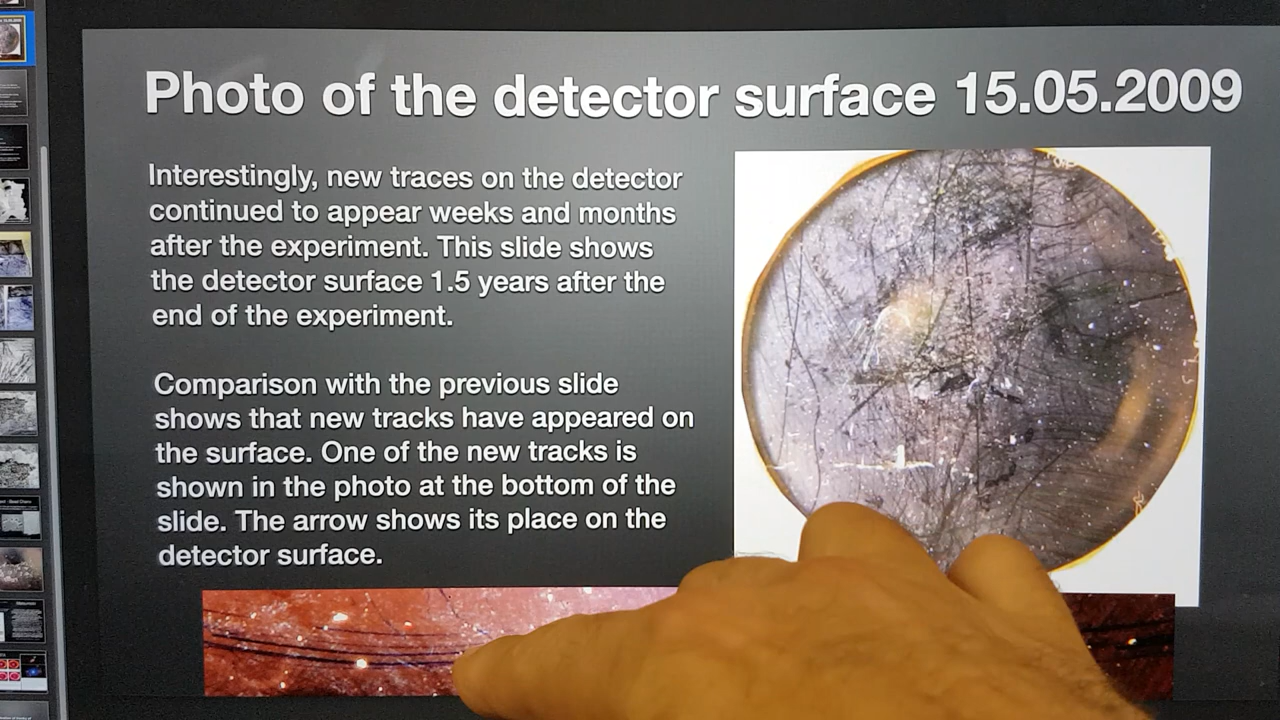 Photo of the detector surface 15.05.2009
Interestingly, new traces on the detector
continued to appear weeks and months
after the experiment. This slide shows
the detector surface 1.5 years after the
end of the experiment.
Comparison with the previous slide
shows that new tracks have appeared on
the surface. One of the new tracks is
shown in the photo at the bottom of the
slide. The arrow shows its place on the
detector surface.